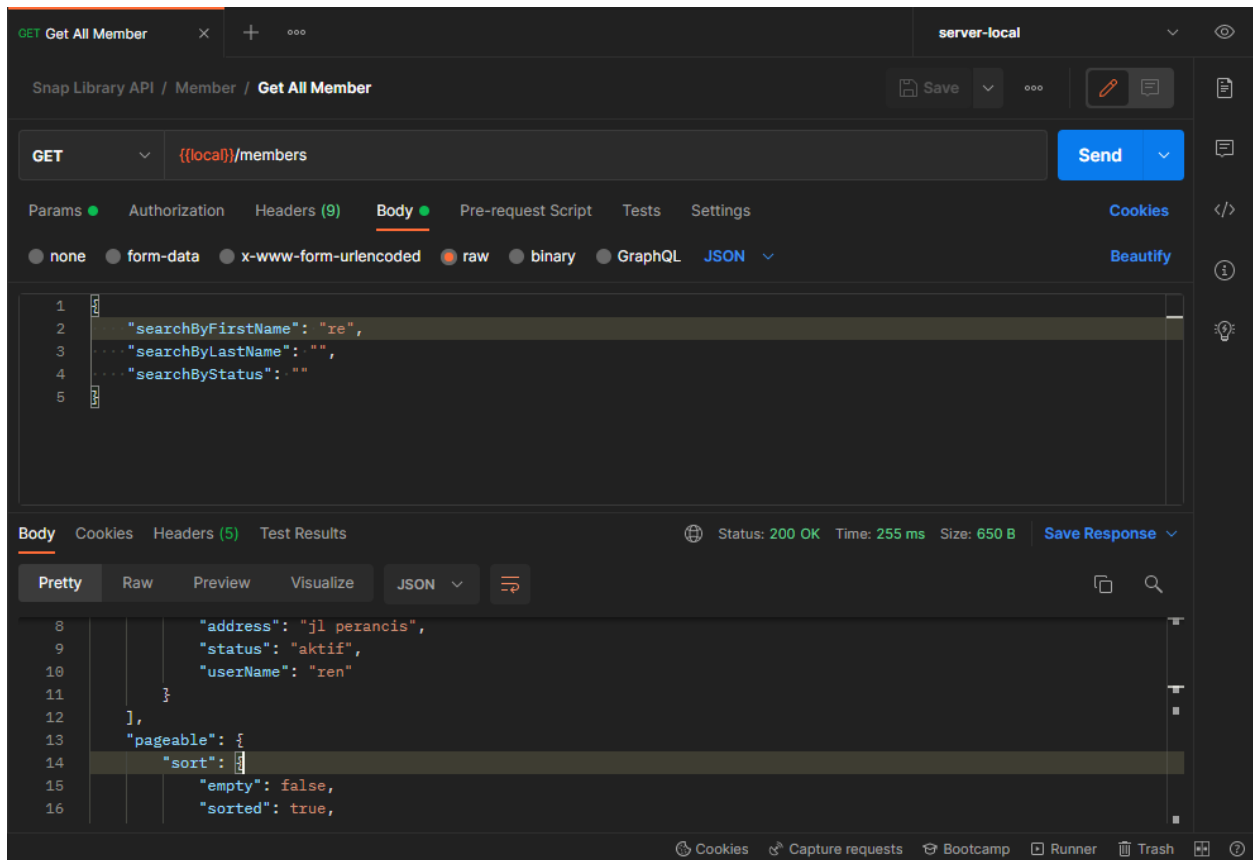 GET Get All Member
server-local
Snap Library API / Member / Get All Member
Save
GET {{local}}/members Send
Params Authorization Headers (9) Body Pre-request Script Tests Settings Cookies
none form-data x-www-form-urlencoded raw binary GraphQL JSON Beautify
1 {
2 "searchByFirstName": "re",
3 "searchByLastName": "",
4 "searchByStatus": ""
5 }
Body Cookies Headers (5) Test Results Status: 200 OK Time: 255 ms Size: 650 B Save Response
Pretty Raw Preview Visualize JSON
8 "address": "jl perancis",
9 "status": "aktif",
10 "userName": "ren"
11 }
12 ],
13 "pageable": {
14 "sort": {
15 "empty": false,
16 "sorted": true,
Cookies Capture requests Bootcamp Runner Trash